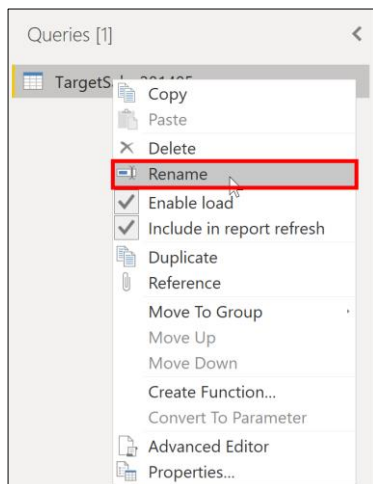 Queries [1]
TargetS
Copy
Paste
Delete
Rename
Enable load
Include in report refresh
Duplicate
Reference
Move To Group
Move Up
Move Down
Create Function...
Convert To Parameter
Advanced Editor
Properties...